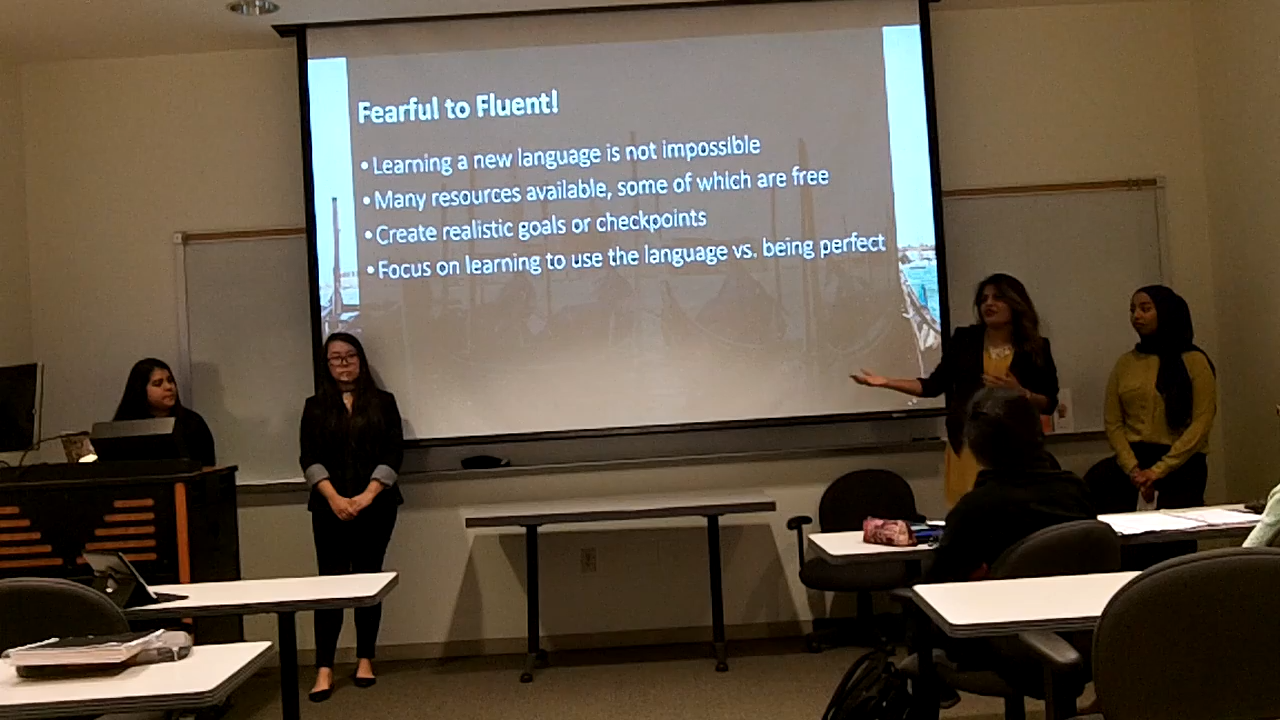 Fearful to Fluent!
• Learning a new language is not impossible
• Many resources available, some of which are free
• Create realistic goals or checkpoints
• Focus on learning to use the language vs. being perfect